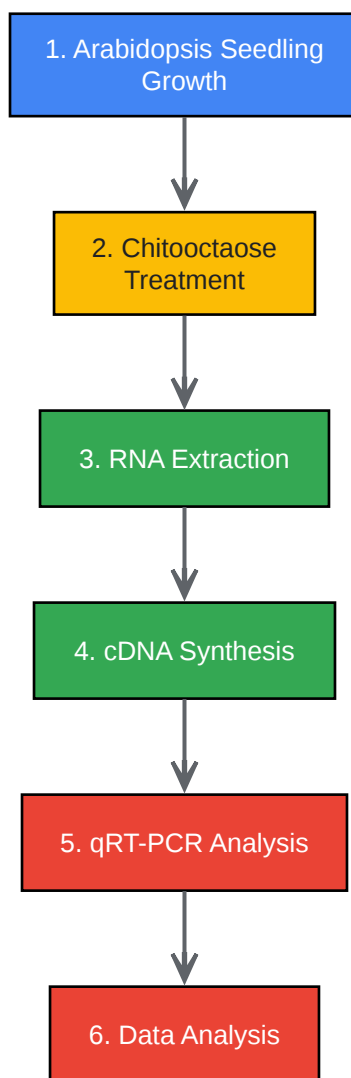 1. Arabidopsis Seedling
Growth
2. Chitooctaose
Treatment
3. RNA Extraction
4. cDNA Synthesis
5. qRT-PCR Analysis
6. Data Analysis